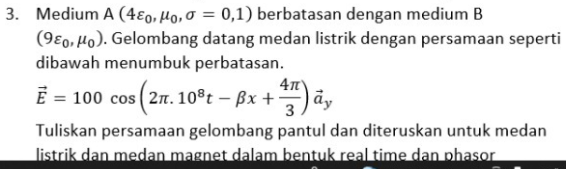 3. Medium A (4ε₀, μ₀, σ = 0,1) berbatasan dengan medium B
(9ε₀, μ₀). Gelombang datang medan listrik dengan persamaan seperti
dibawah menumbuk perbatasan.
E⃗ = 100 cos(2π. 10⁸t − βx + 4π/3) a⃗ᵧ
Tuliskan persamaan gelombang pantul dan diteruskan untuk medan
listrik dan medan magnet dalam bentuk real time dan phasor